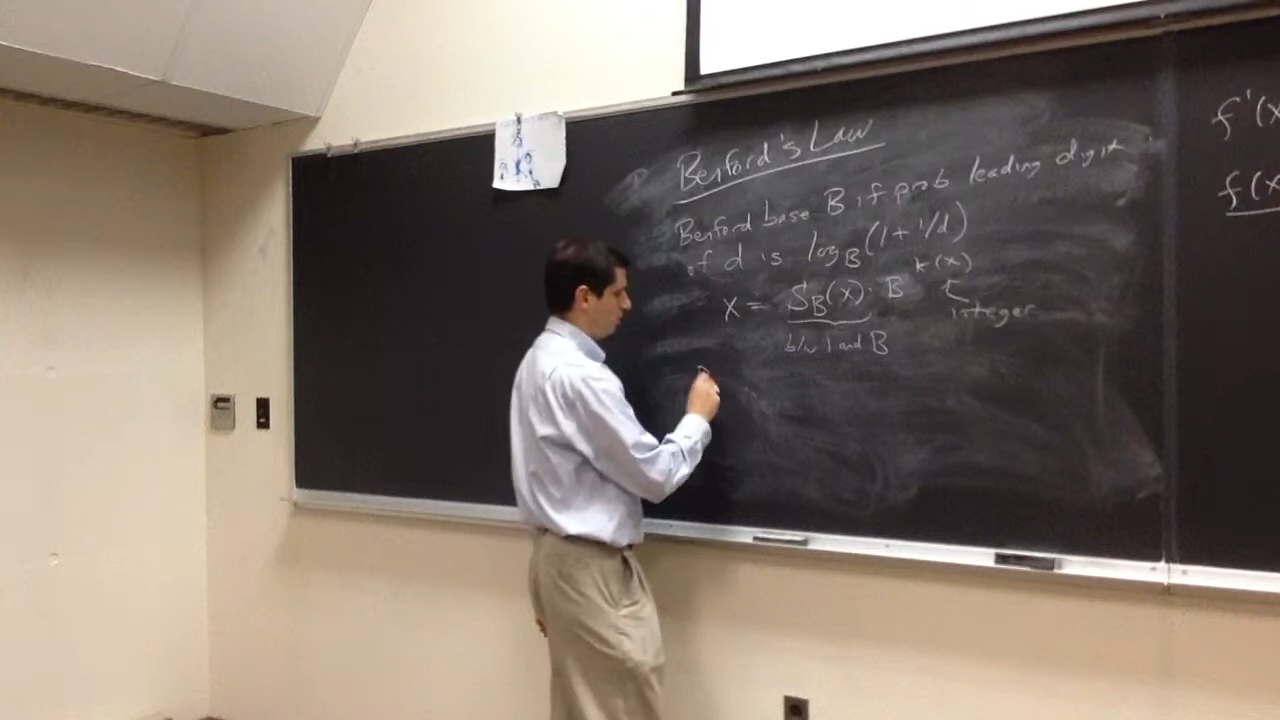 Benford's Law
Benford base B if prob leading digit
of d is log_B(1+1/d)
X = S_B(x) · B^k(x)
integer
b/w 1 and B
f'(x
f(x